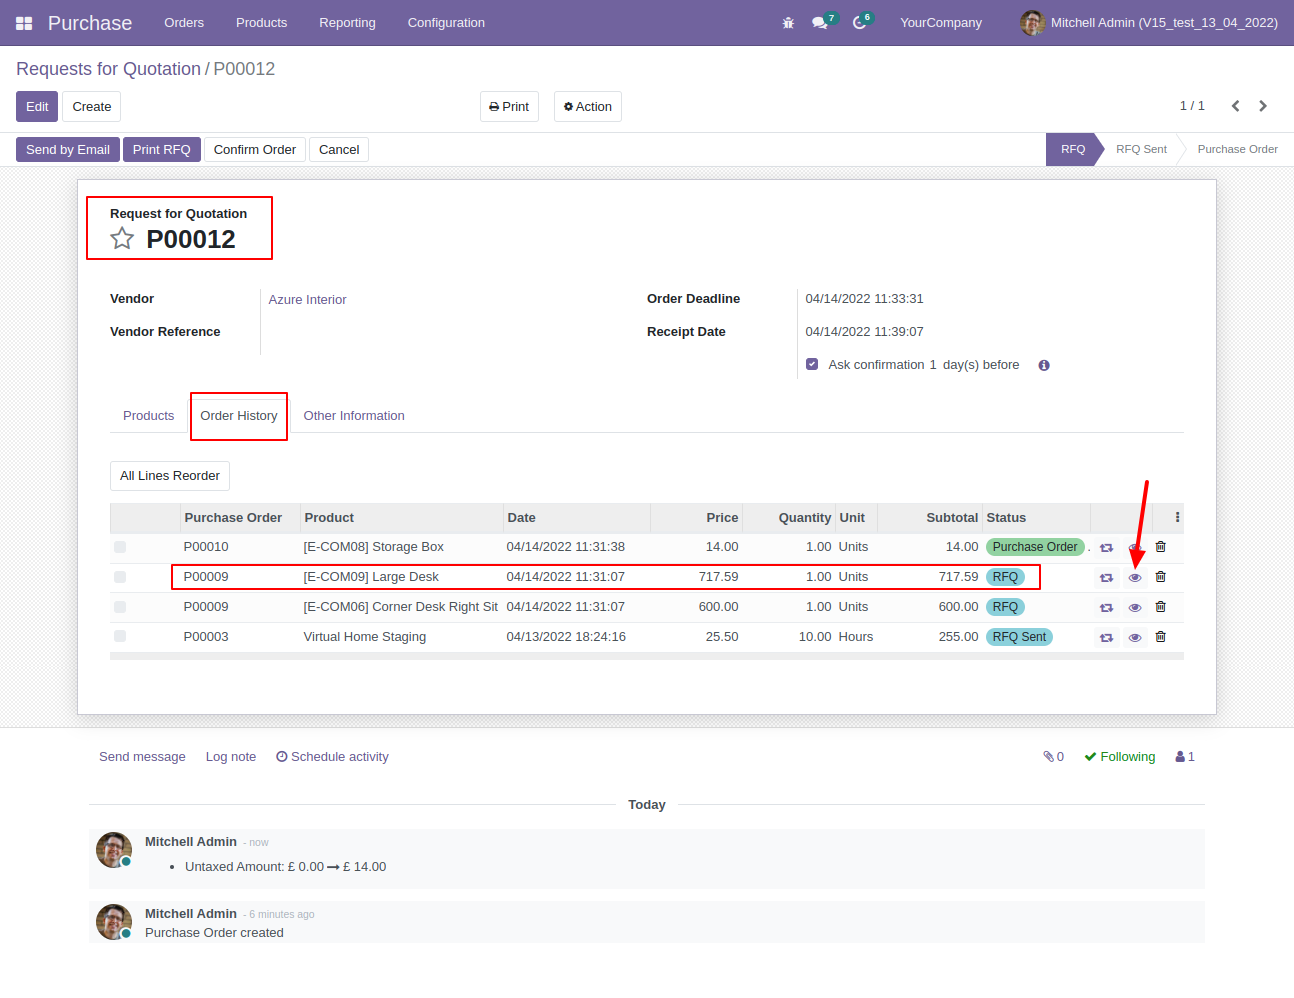 Purchase Orders Products Reporting Configuration 7 6 YourCompany Mitchell Admin (V15_test_13_04_2022)
Requests for Quotation / P00012
Edit Create Print Action 1 / 1
Send by Email Print RFQ Confirm Order Cancel RFQ RFQ Sent Purchase Order
Request for Quotation
P00012
Vendor Azure Interior Order Deadline 04/14/2022 11:33:31
Vendor Reference Receipt Date 04/14/2022 11:39:07
Ask confirmation 1 day(s) before
Products Order History Other Information
All Lines Reorder
Purchase Order Product Date Price Quantity Unit Subtotal Status
P00010 [E-COM08] Storage Box 04/14/2022 11:31:38 14.00 1.00 Units 14.00 Purchase Order
P00009 [E-COM09] Large Desk 04/14/2022 11:31:07 717.59 1.00 Units 717.59 RFQ
P00009 [E-COM06] Corner Desk Right Sit 04/14/2022 11:31:07 600.00 1.00 Units 600.00 RFQ
P00003 Virtual Home Staging 04/13/2022 18:24:16 25.50 10.00 Hours 255.00 RFQ Sent
Send message Log note Schedule activity 0 Following 1
Today
Mitchell Admin - now
• Untaxed Amount: £ 0.00 → £ 14.00
Mitchell Admin - 6 minutes ago
Purchase Order created